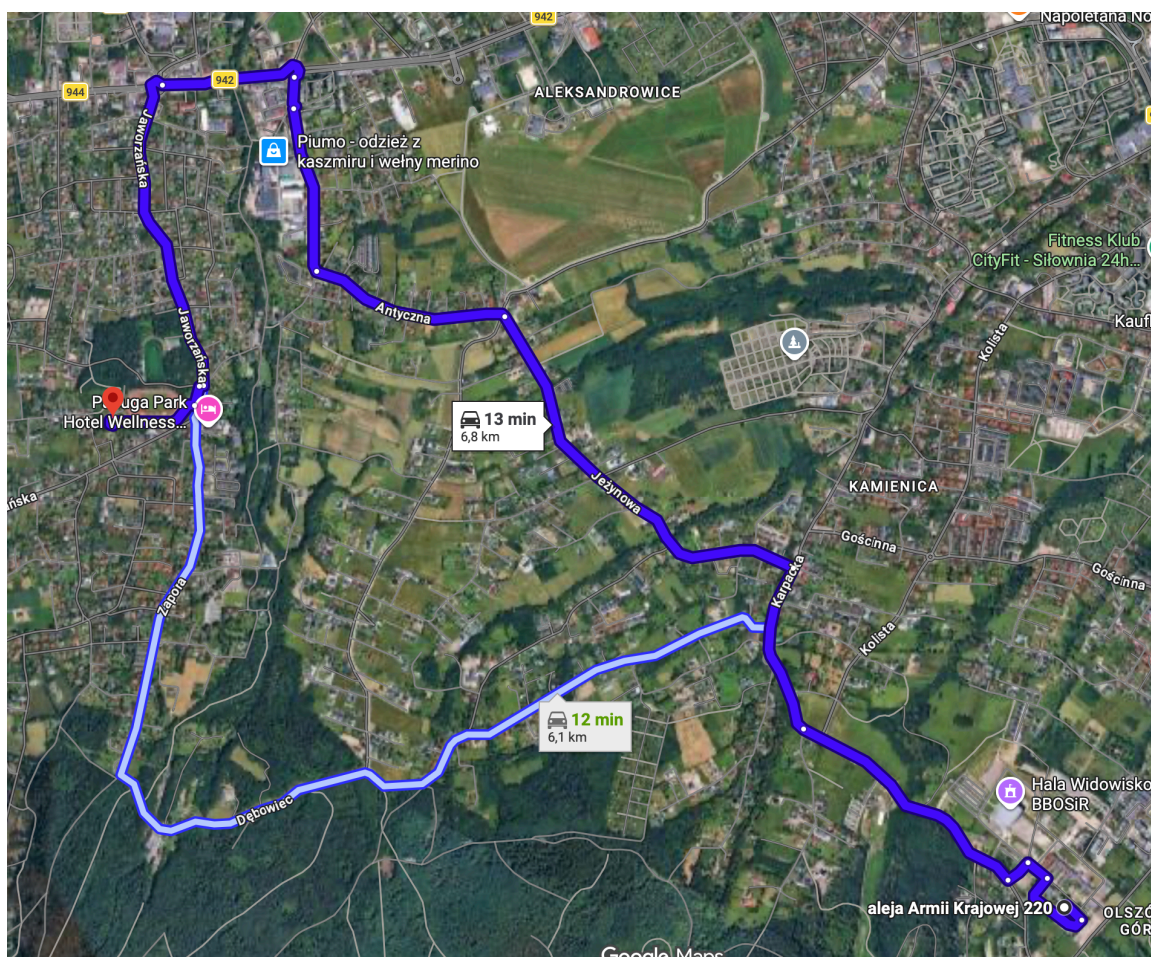 942
Napoletana No
944
942
ALEKSANDROWICE
Jaworzańska
Piumo - odzież z
kaszmiru i wełny merino
Fitness Klub
CityFit - Siłownia 24h...
Antyczna
Kaufl
Jaworzańska
Kolista
Hotel Wellness...
13 min
6,8 km
Jeżynowa
KAMIENICA
ńska
Gościnna
Karpacka
Gościnna
Zapora
Kolista
12 min
6,1 km
Hala Widowisko
BBOSiR
Dębowiec
aleja Armii Krajowej 220
OLSZÓ
GÓR
Google Maps